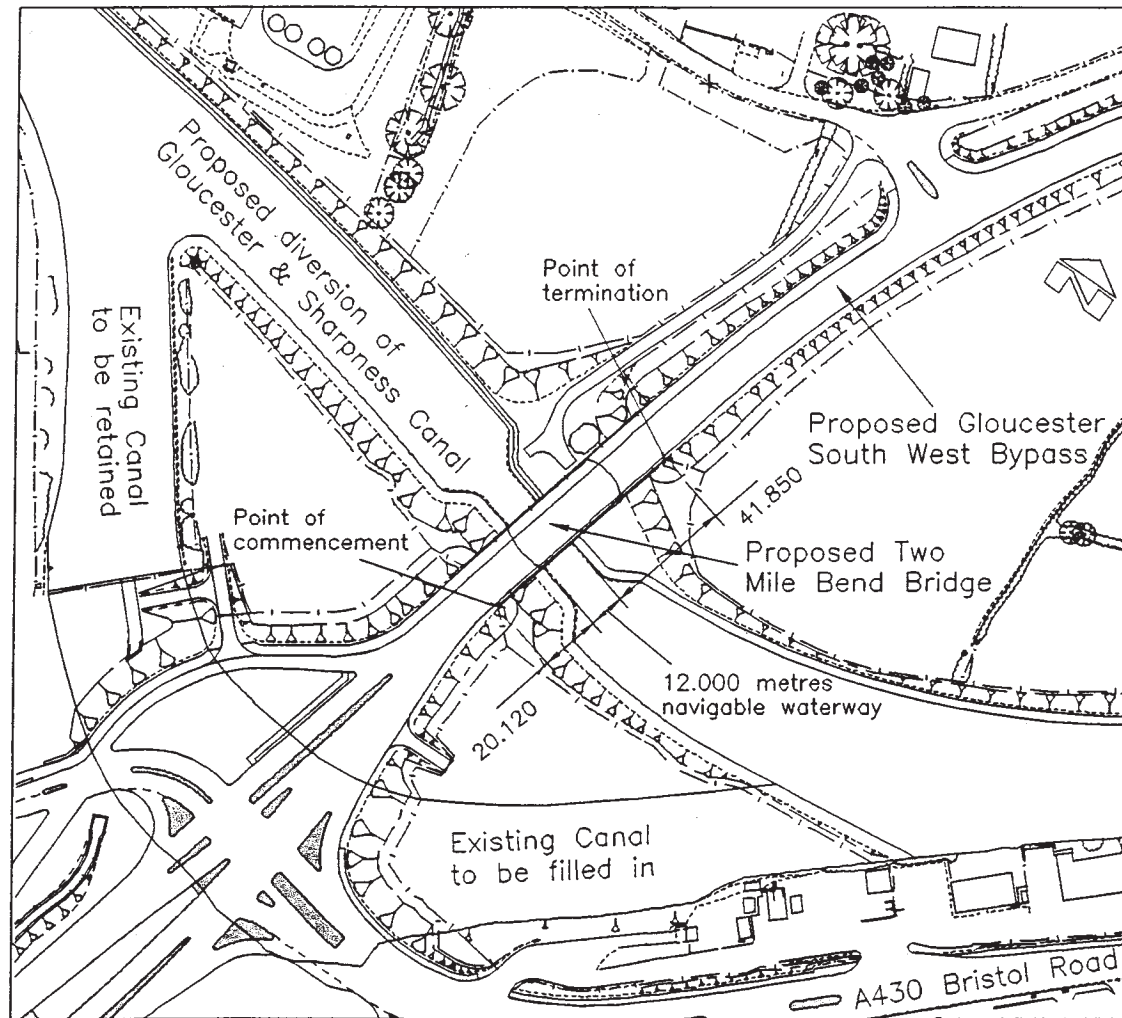 Proposed diversion of
Gloucester & Sharpness Canal
Existing Canal
to be retained
Point of
termination
Proposed Gloucester
South West Bypass
Point of
commencement
41.850
Proposed Two
Mile Bend Bridge
12.000 metres
navigable waterway
20.120
Existing Canal
to be filled in
A430 Bristol Road